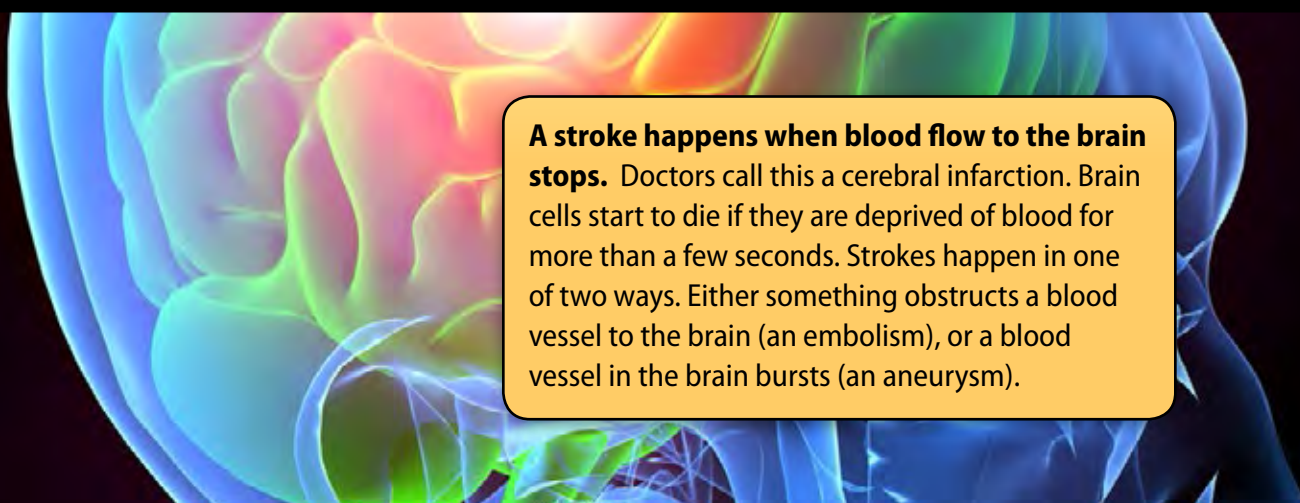 A stroke happens when blood flow to the brain
stops. Doctors call this a cerebral infarction. Brain
cells start to die if they are deprived of blood for
more than a few seconds. Strokes happen in one
of two ways. Either something obstructs a blood
vessel to the brain (an embolism), or a blood
vessel in the brain bursts (an aneurysm).